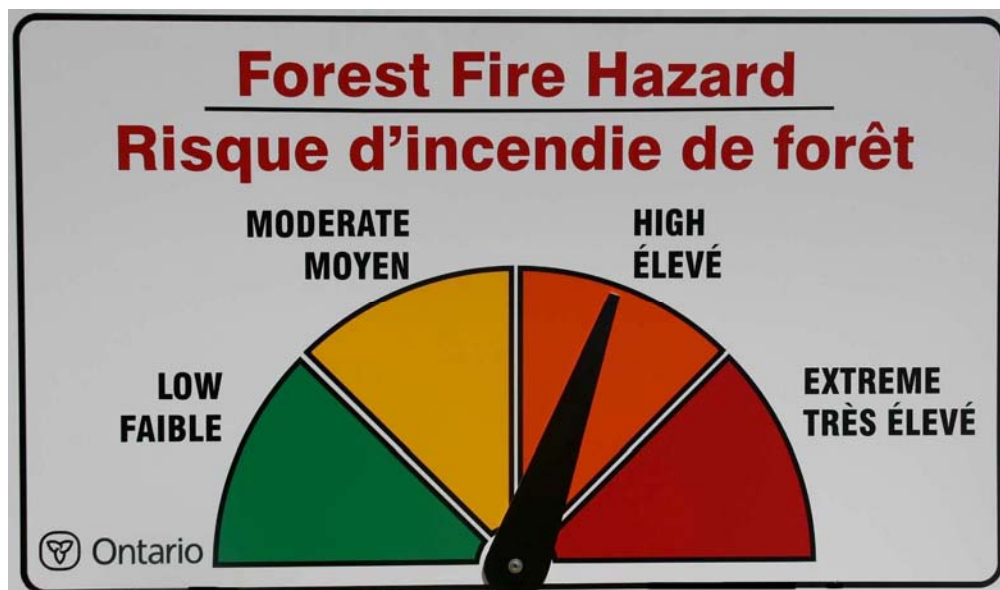 Forest Fire Hazard
Risque d'incendie de forêt
MODERATE
MOYEN
HIGH
ÉLEVÉ
LOW
FAIBLE
EXTREME
TRÈS ÉLEVÉ
Ontario